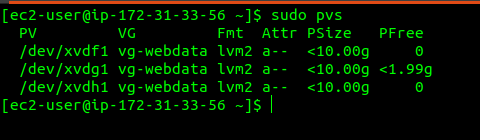 [ec2-user@ip-172-31-33-56 ~]$ sudo pvs
  PV         VG         Fmt  Attr PSize   PFree
  /dev/xvdf1 vg-webdata lvm2 a--  <10.00g     0
  /dev/xvdg1 vg-webdata lvm2 a--  <10.00g <1.99g
  /dev/xvdh1 vg-webdata lvm2 a--  <10.00g     0
[ec2-user@ip-172-31-33-56 ~]$